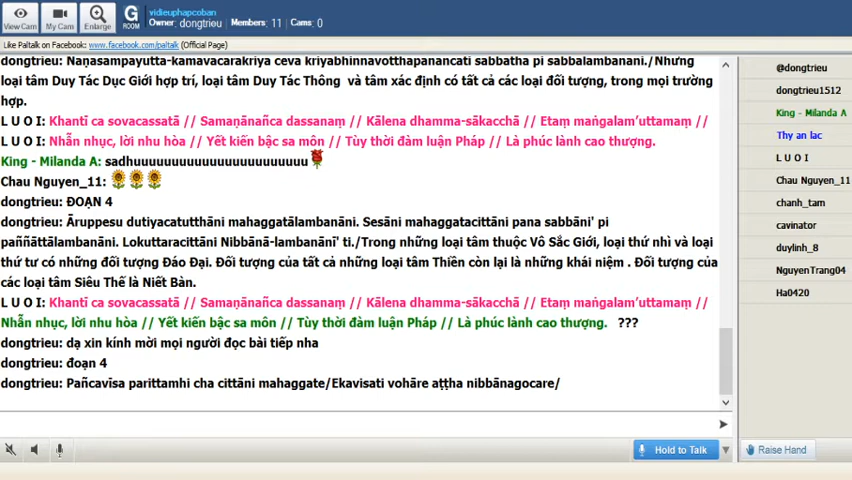 View Cam
My Cam
Enlarge
G
ROOM
vidieuphapcoban
Owner: dongtrieu Members: 11 Cams: 0
Like Paltalk on Facebook: www.facebook.com/paltalk (Official Page)
dongtrieu: Ñāṇasampayutta-kāmāvacarakriyā ceva kriyābhiññāvoṭṭhapanañcāti sabbathā pi sabbālambanāni./Những
loại tâm Duy Tác Dục Giới hợp trí, loại tâm Duy Tác Thông và tâm xác định có tất cả các loại đối tượng, trong mọi trường
hợp.
L U O I: Khantī ca sovacassatā // Samaṇānañca dassanaṃ // Kālena dhamma-sākacchā // Etaṃ maṅgalam'uttamaṃ //
L U O I: Nhẫn nhục, lời nhu hòa // Yết kiến bậc sa môn // Tùy thời đàm luận Pháp // Là phúc lành cao thượng.
King - Milanda A: sadhuuuuuuuuuuuuuuuuuuuuuuu
Chau Nguyen_11:
dongtrieu: ĐOẠN 4
dongtrieu: Āruppesu dutiyacatutthāni mahaggatālambanāni. Sesāni mahaggatacittāni pana sabbāni' pi
paññāttālambanāni. Lokuttaracittāni Nibbānā-lambanānī' ti./Trong những loại tâm thuộc Vô Sắc Giới, loại thứ nhì và loại
thứ tư có những đối tượng Đáo Đại. Đối tượng của tất cả những loại tâm Thiền còn lại là những khái niệm . Đối tượng của
các loại tâm Siêu Thế là Niết Bàn.
L U O I: Khantī ca sovacassatā // Samaṇānañca dassanaṃ // Kālena dhamma-sākacchā // Etaṃ maṅgalam'uttamaṃ //
Nhẫn nhục, lời nhu hòa // Yết kiến bậc sa môn // Tùy thời đàm luận Pháp // Là phúc lành cao thượng. ???
dongtrieu: dạ xin kính mời mọi người đọc bài tiếp nha
dongtrieu: đoạn 4
dongtrieu: Pañcavīsa parittamhi cha cittāni mahaggate/Ekavisati vohāre aṭṭha nibbānagocare/
@dongtrieu
dongtrieu1512
King - Milanda A
Thy an lac
L U O I
Chau Nguyen_11
chanh_tam
cavinator
duylinh_8
NguyenTrang04
Ha0420
Hold to Talk
Raise Hand